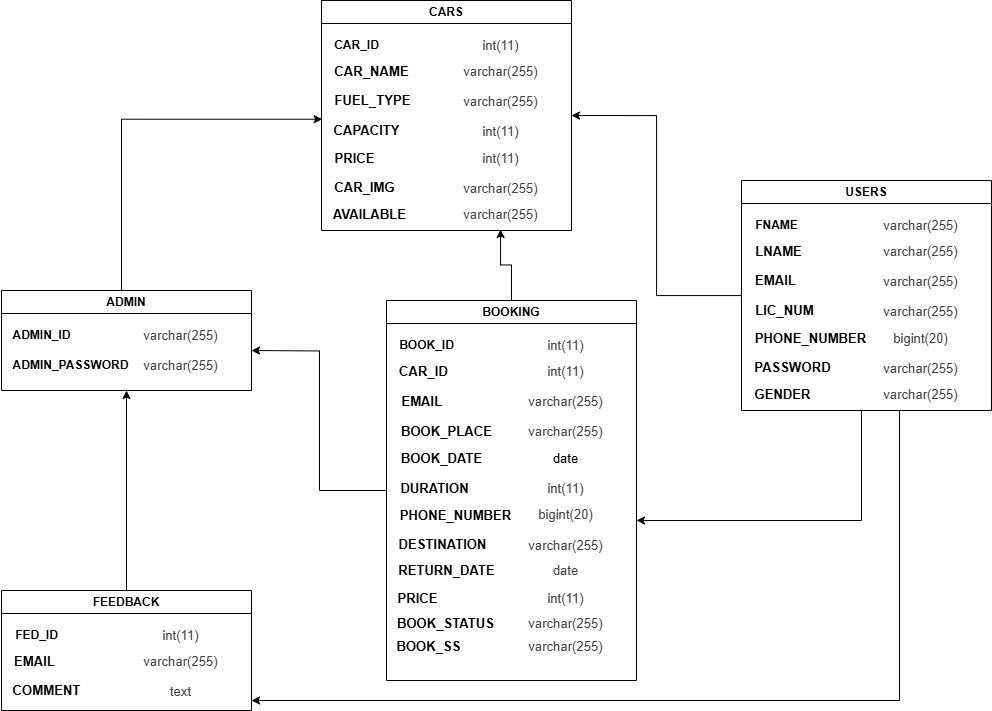 CARS
CAR_ID int(11)
CAR_NAME varchar(255)
FUEL_TYPE varchar(255)
CAPACITY int(11)
PRICE int(11)
CAR_IMG varchar(255)
AVAILABLE varchar(255)
USERS
FNAME varchar(255)
LNAME varchar(255)
EMAIL varchar(255)
LIC_NUM varchar(255)
PHONE_NUMBER bigint(20)
PASSWORD varchar(255)
GENDER varchar(255)
ADMIN
ADMIN_ID varchar(255)
ADMIN_PASSWORD varchar(255)
BOOKING
BOOK_ID int(11)
CAR_ID int(11)
EMAIL varchar(255)
BOOK_PLACE varchar(255)
BOOK_DATE date
DURATION int(11)
PHONE_NUMBER bigint(20)
DESTINATION varchar(255)
RETURN_DATE date
PRICE int(11)
BOOK_STATUS varchar(255)
BOOK_SS varchar(255)
FEEDBACK
FED_ID int(11)
EMAIL varchar(255)
COMMENT text